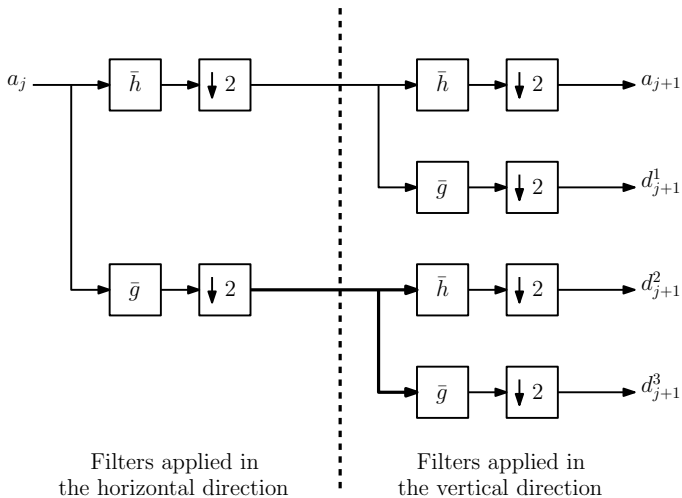 a_j h̄ ↓ 2 h̄ ↓ 2 a_{j+1}
ḡ ↓ 2 d^1_{j+1}
ḡ ↓ 2 h̄ ↓ 2 d^2_{j+1}
ḡ ↓ 2 d^3_{j+1}
Filters applied in
the horizontal direction
Filters applied in
the vertical direction